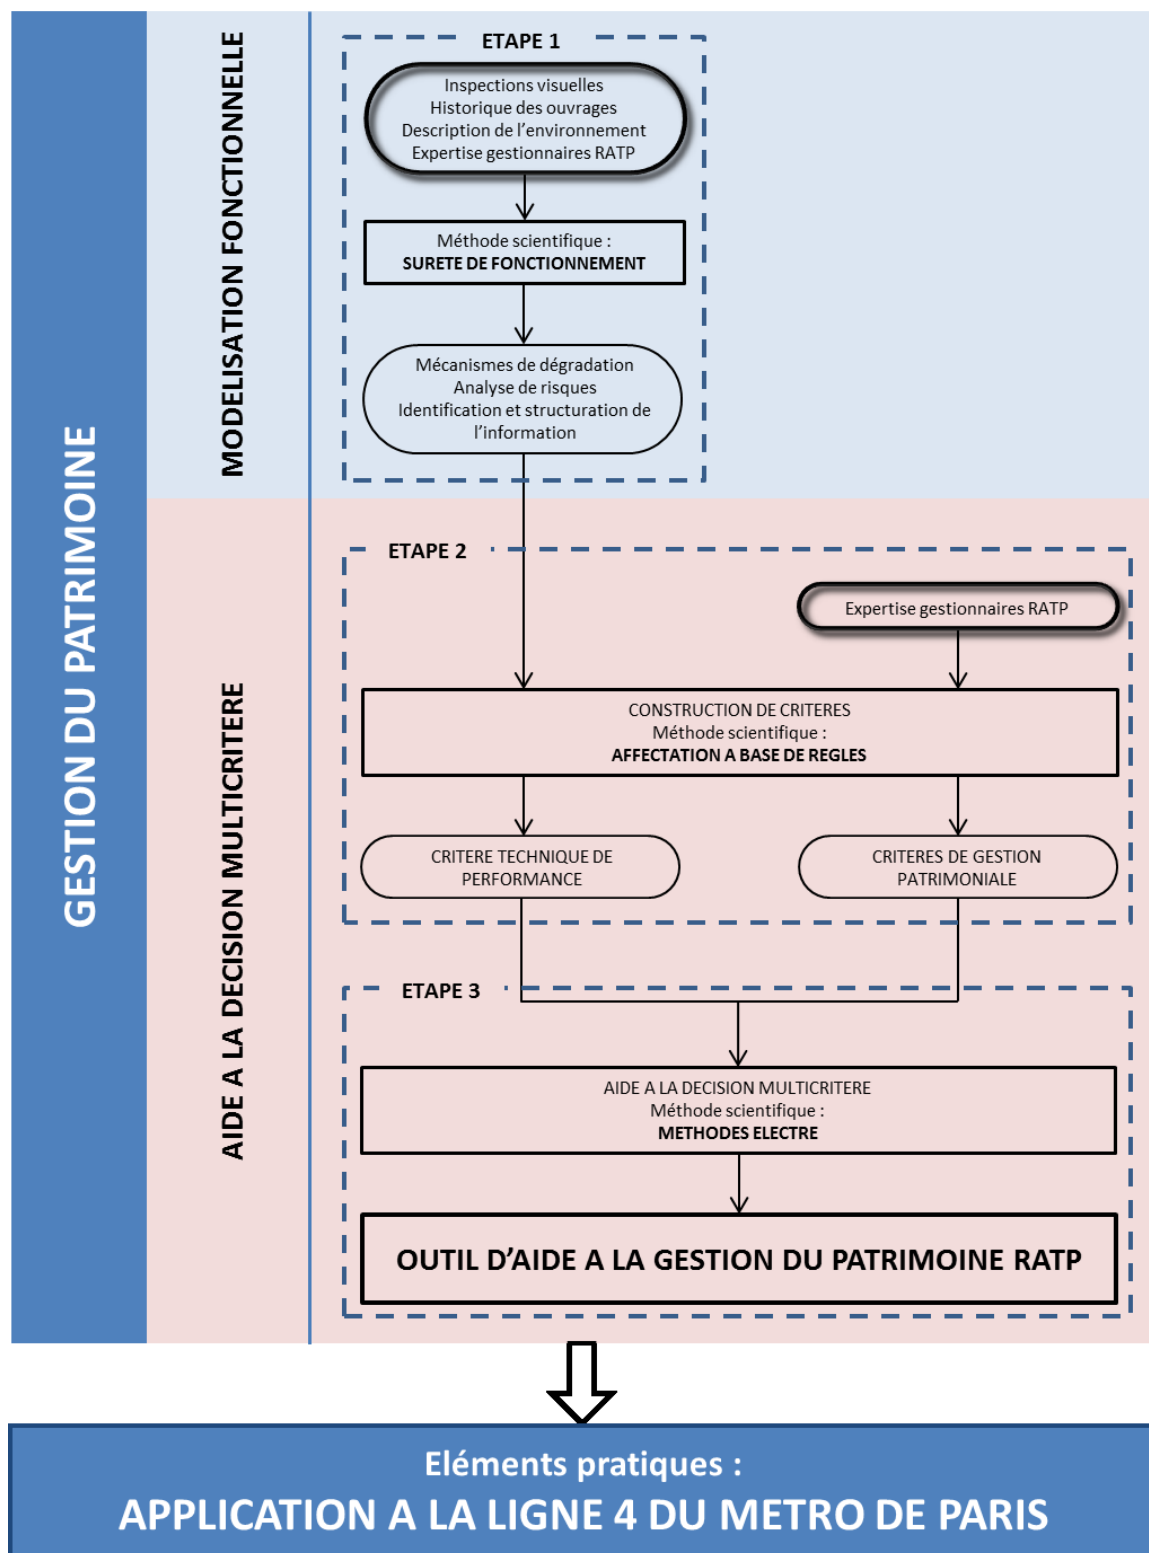 GESTION DU PATRIMOINE
MODELISATION FONCTIONNELLE
ETAPE 1
Inspections visuelles
Historique des ouvrages
Description de l'environnement
Expertise gestionnaires RATP
Méthode scientifique :
SURETE DE FONCTIONNEMENT
Mécanismes de dégradation
Analyse de risques
Identification et structuration de
l'information
AIDE A LA DECISION MULTICRITERE
ETAPE 2
Expertise gestionnaires RATP
CONSTRUCTION DE CRITERES
Méthode scientifique :
AFFECTATION A BASE DE REGLES
CRITERE TECHNIQUE DE
PERFORMANCE
CRITERES DE GESTION
PATRIMONIALE
ETAPE 3
AIDE A LA DECISION MULTICRITERE
Méthode scientifique :
METHODES ELECTRE
OUTIL D'AIDE A LA GESTION DU PATRIMOINE RATP
Eléments pratiques :
APPLICATION A LA LIGNE 4 DU METRO DE PARIS